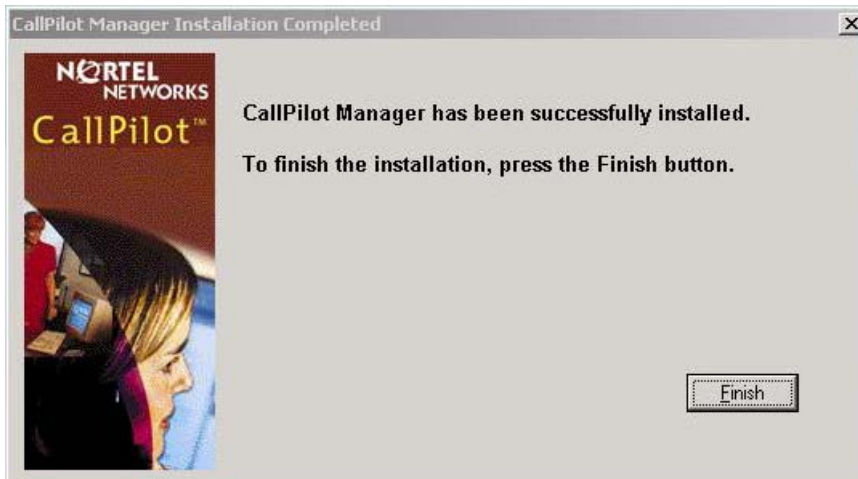 CallPilot Manager Installation Completed
NORTEL
NETWORKS
CallPilot™
CallPilot Manager has been successfully installed.
To finish the installation, press the Finish button.
Finish